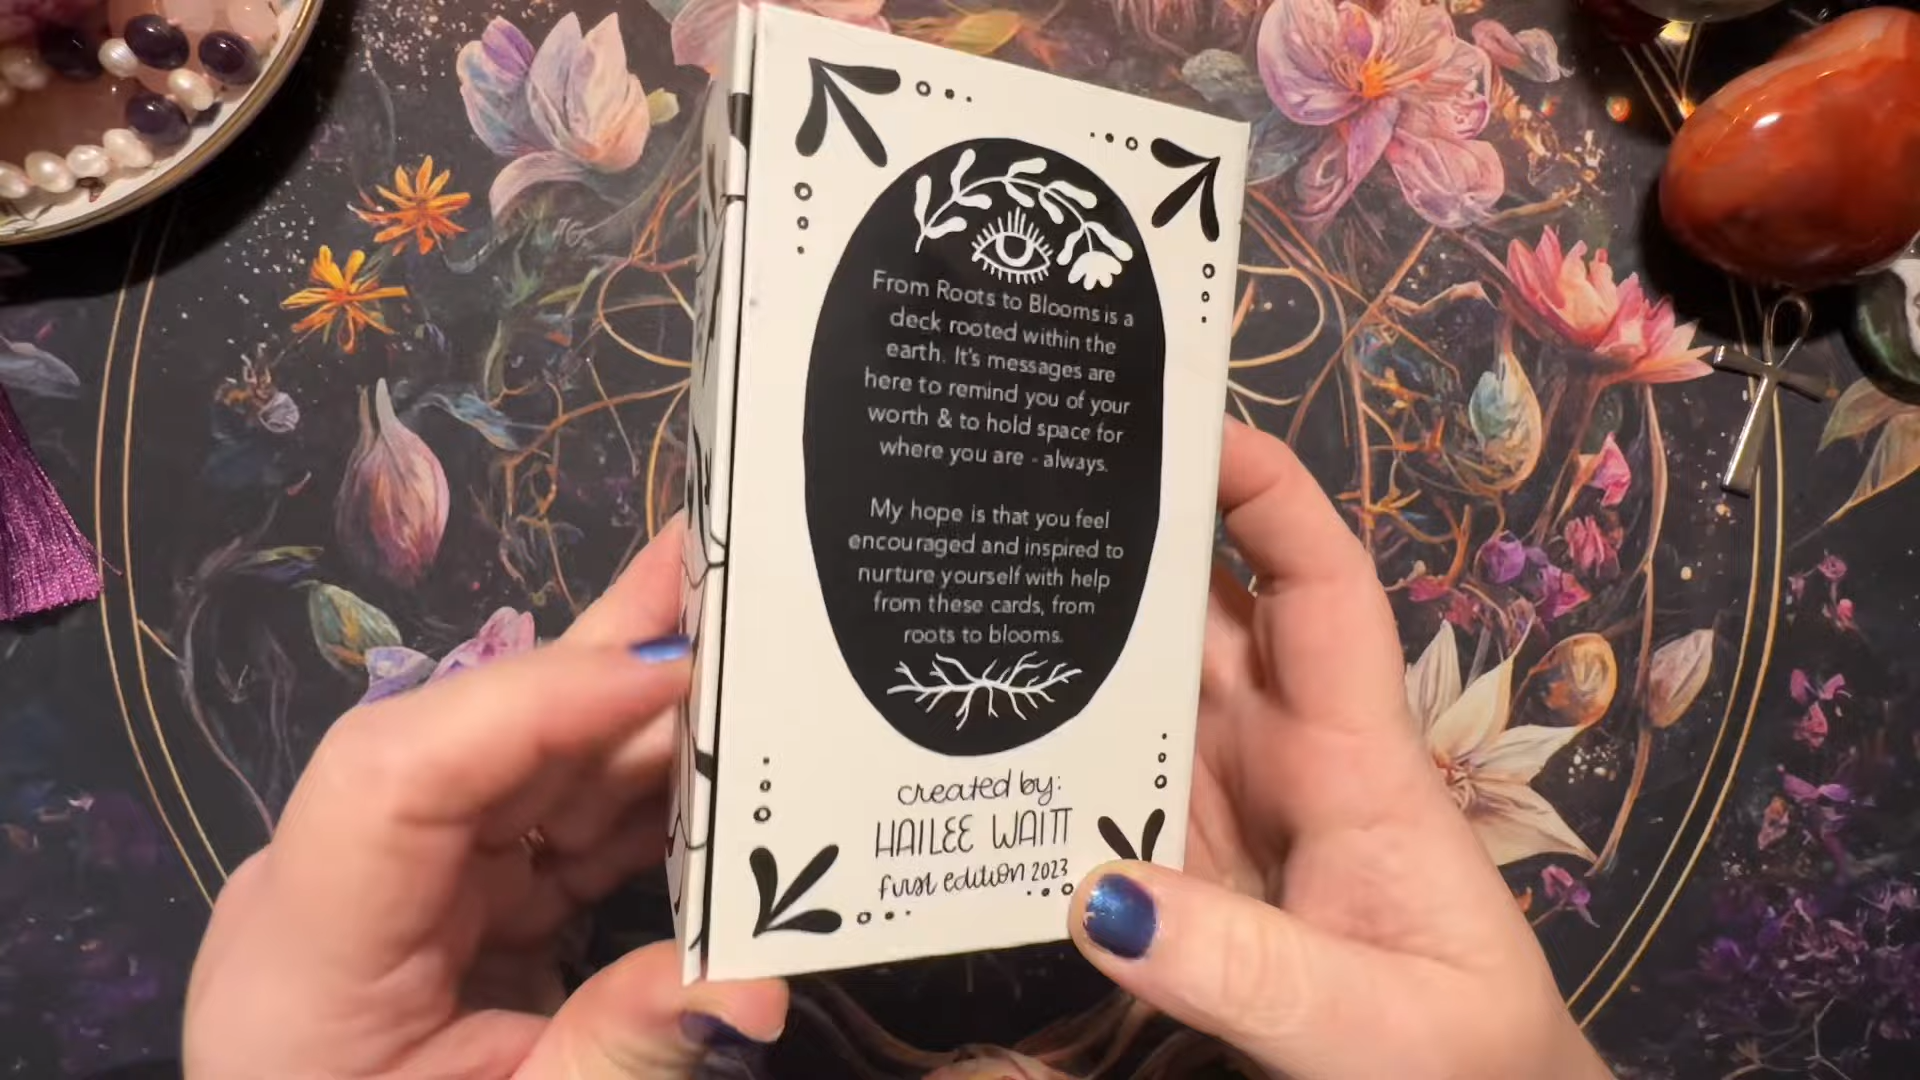 From Roots to Blooms is a
deck rooted within the
earth. It's messages are
here to remind you of your
worth & to hold space for
where you are - always.
My hope is that you feel
encouraged and inspired to
nurture yourself with help
from these cards, from
roots to blooms.
created by:
HAILEE WAITT
first edition 2023